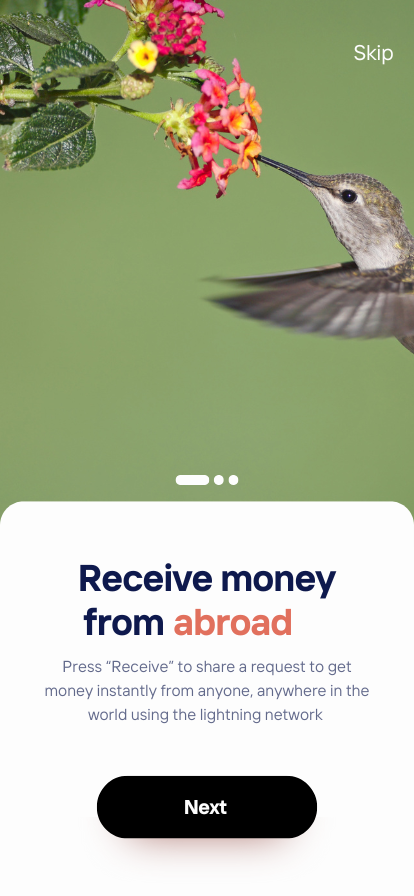 Skip
Receive money
from abroad
Press “Receive” to share a request to get
money instantly from anyone, anywhere in the
world using the lightning network
Next